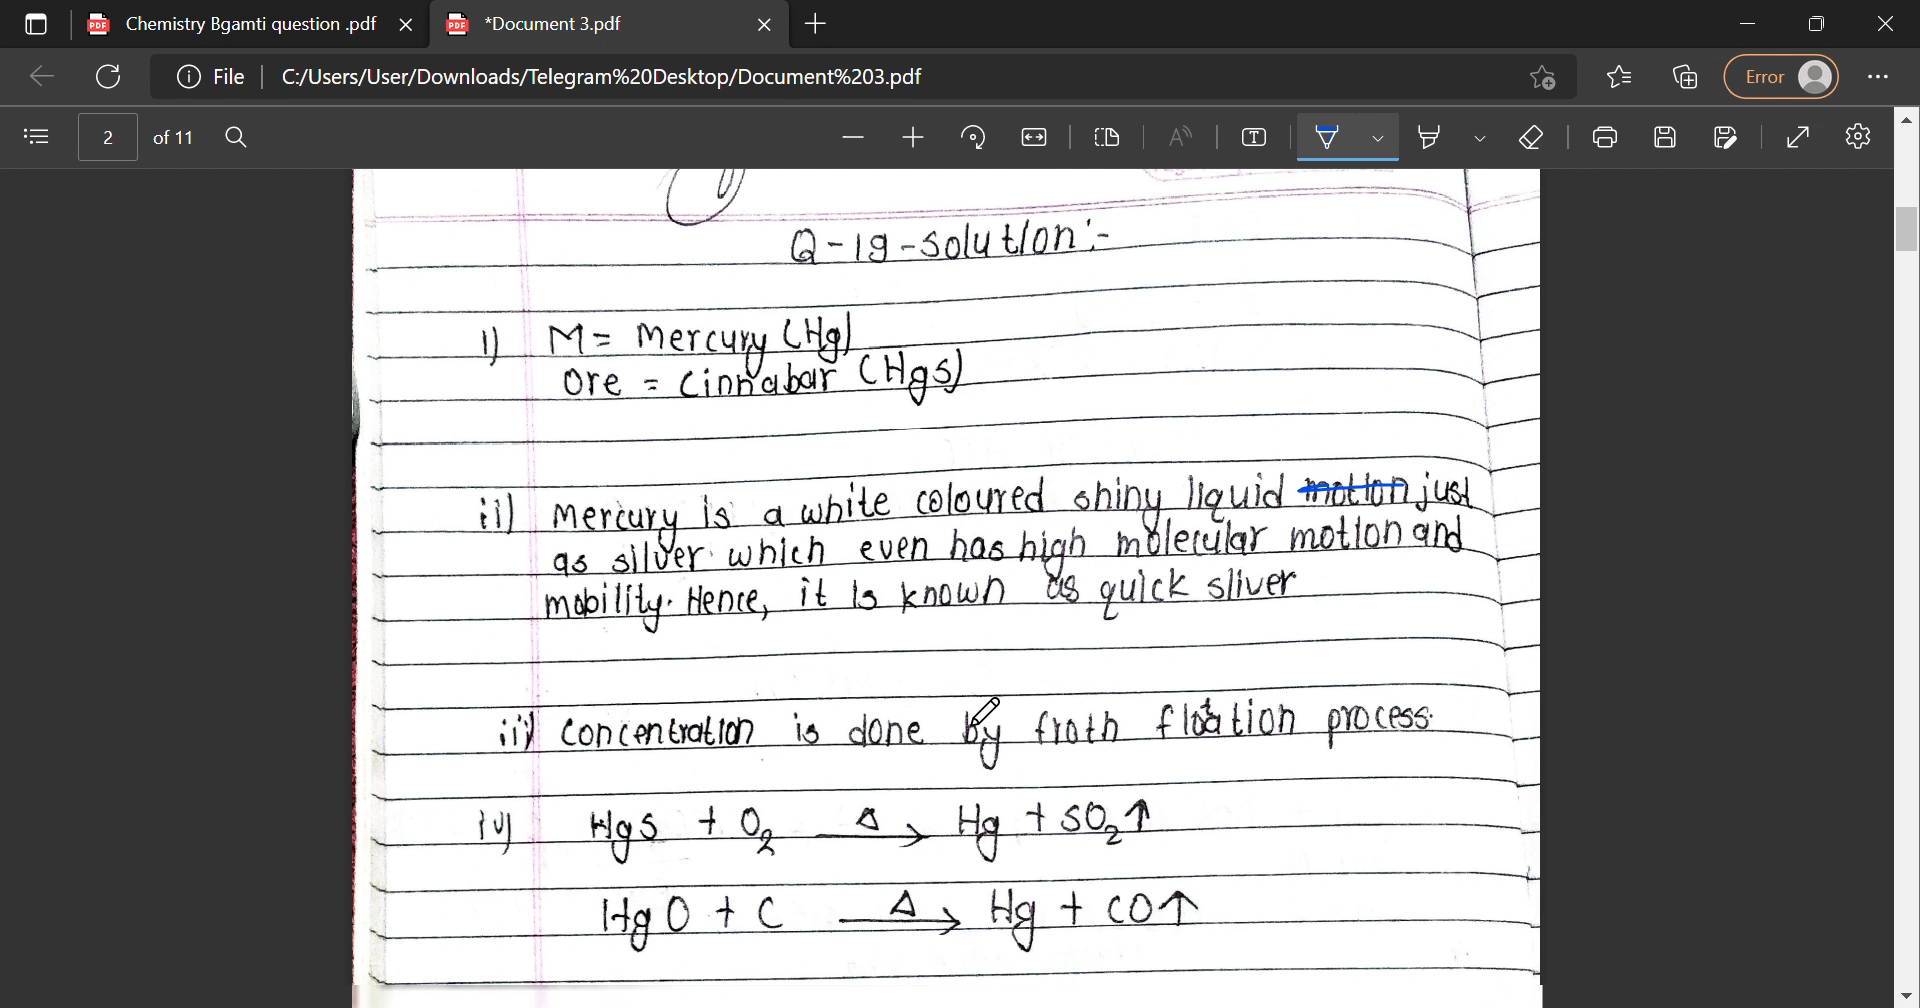 Chemistry Bgamti question .pdf
*Document 3.pdf
File
C:/Users/User/Downloads/Telegram%20Desktop/Document%203.pdf
Error
2 of 11
Q-19-solution:-
i) M = Mercury (Hg)
Ore = Cinnabar (HgS)
ii) Mercury is a white coloured shiny liquid motion just
as silver. which even has high molecular motion and
mobility. Hence, it is known as quick sliver
iii) Concentration is done by froth floatation process.
iv) HgS + O₂ —Δ→ Hg + SO₂↑
HgO + C —Δ→ Hg + CO↑